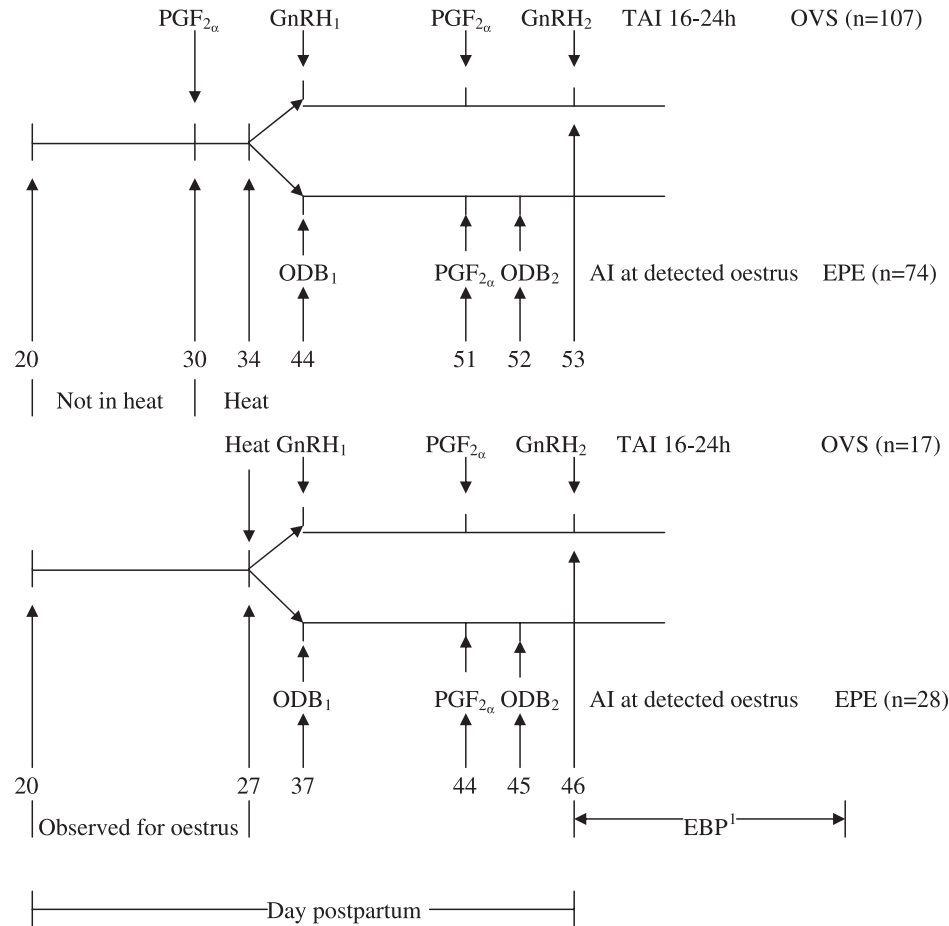 PGF2α GnRH1 PGF2α GnRH2 TAI 16-24h OVS (n=107)
ODB1 PGF2α ODB2 AI at detected oestrus EPE (n=74)
20 30 34 44 51 52 53
Not in heat Heat
Heat GnRH1 PGF2α GnRH2 TAI 16-24h OVS (n=17)
ODB1 PGF2α ODB2 AI at detected oestrus EPE (n=28)
20 27 37 44 45 46
Observed for oestrus EBP1
Day postpartum